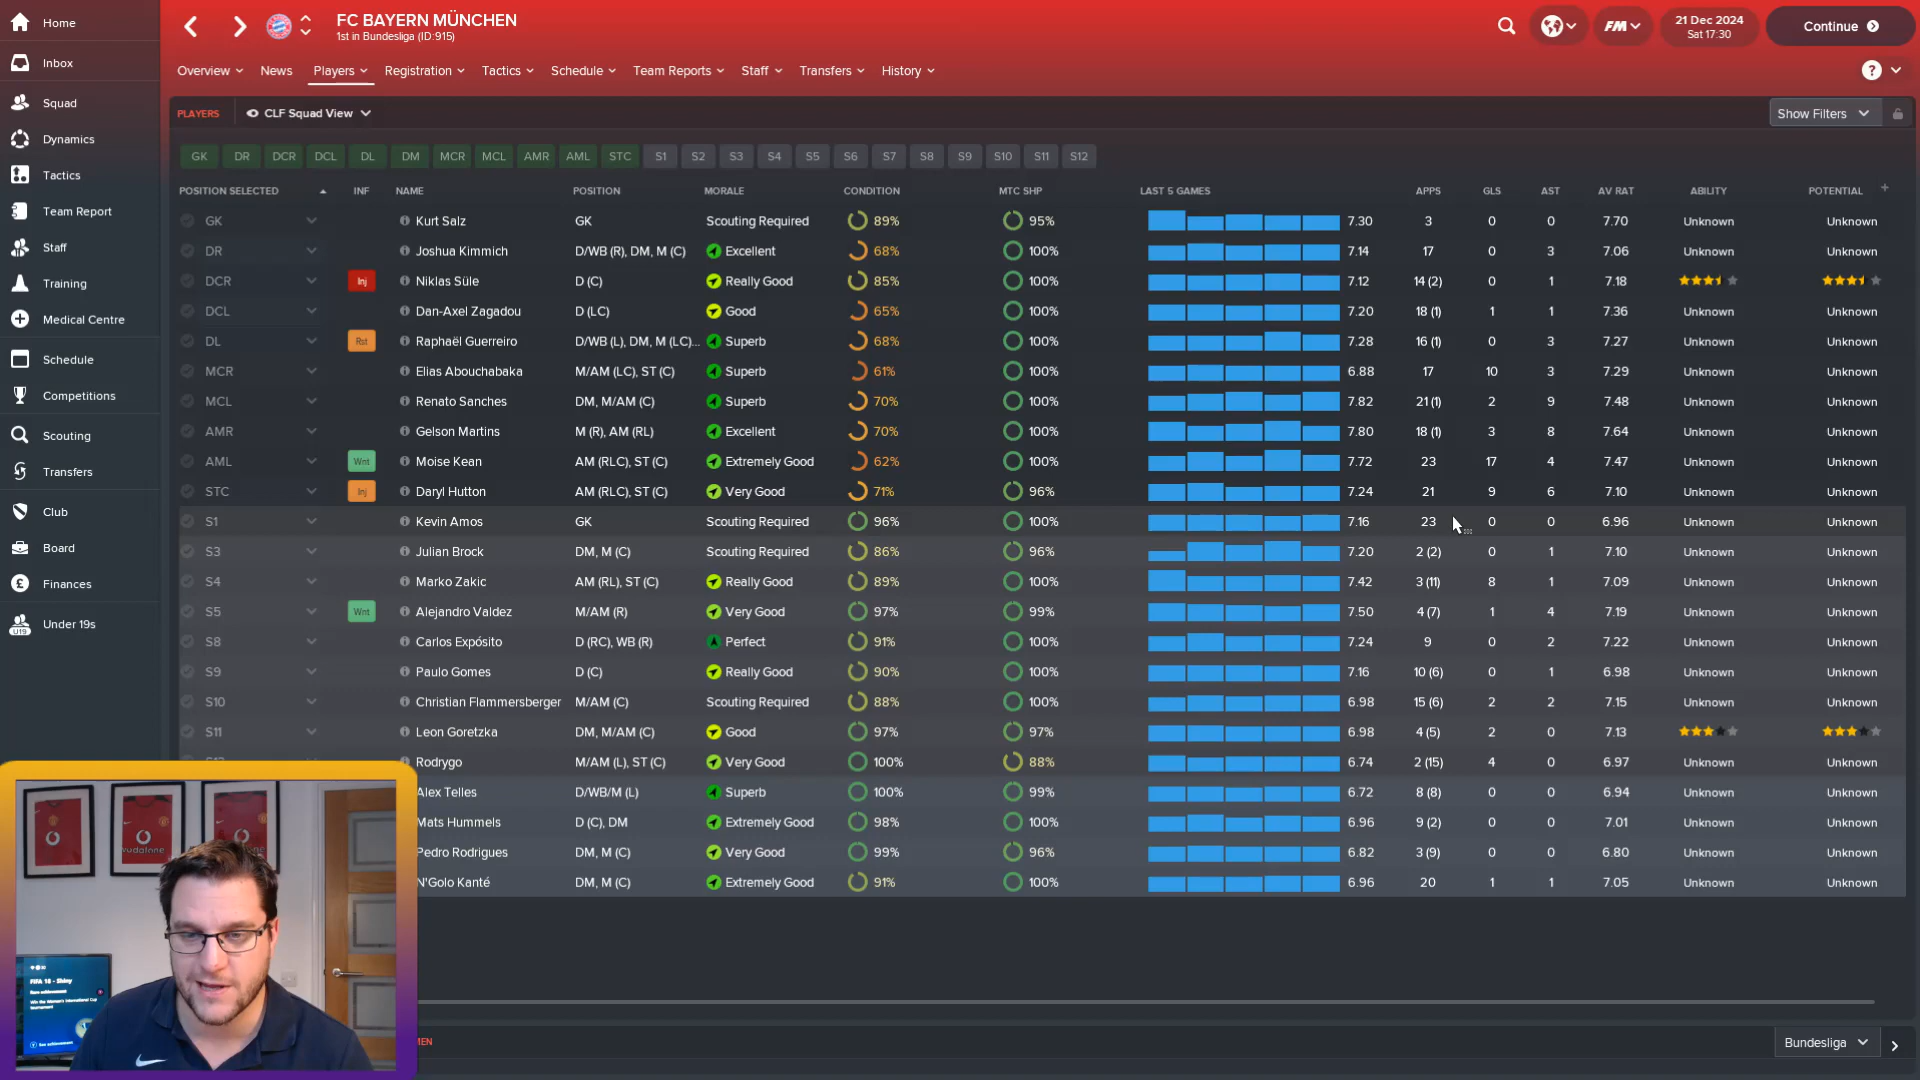 Home
Inbox
Squad
Dynamics
Tactics
Team Report
Staff
Training
Medical Centre
Schedule
Competitions
Scouting
Transfers
Club
Board
Finances
U19 Under 19s
FC BAYERN MÜNCHEN
1st in Bundesliga (ID:915)
FM
21 Dec 2024
Sat 17:30
Continue
Overview News Players Registration Tactics Schedule Team Reports Staff Transfers History ?
PLAYERS CLF Squad View Show Filters
GK DR DCR DCL DL DM MCR MCL AMR AML STC S1 S2 S3 S4 S5 S6 S7 S8 S9 S10 S11 S12
POSITION SELECTED INF NAME POSITION MORALE CONDITION MTC SHP LAST 5 GAMES APPS GLS AST AV RAT ABILITY POTENTIAL +
GK Kurt Salz GK Scouting Required 89% 95% 7.30 3 0 0 7.70 Unknown Unknown
DR Joshua Kimmich D/WB (R), DM, M (C) Excellent 68% 100% 7.14 17 0 3 7.06 Unknown Unknown
DCR Inj Niklas Süle D (C) Really Good 85% 100% 7.12 14 (2) 0 1 7.18
DCL Dan-Axel Zagadou D (LC) Good 65% 100% 7.20 18 (1) 1 1 7.36 Unknown Unknown
DL Rst Raphaël Guerreiro D/WB (L), DM, M (LC)... Superb 68% 100% 7.28 16 (1) 0 3 7.27 Unknown Unknown
MCR Elias Abouchabaka M/AM (LC), ST (C) Superb 61% 100% 6.88 17 10 3 7.29 Unknown Unknown
MCL Renato Sanches DM, M/AM (C) Superb 70% 100% 7.82 21 (1) 2 9 7.48 Unknown Unknown
AMR Gelson Martins M (R), AM (RL) Excellent 70% 100% 7.80 18 (1) 3 8 7.64 Unknown Unknown
AML Wnt Moise Kean AM (RLC), ST (C) Extremely Good 62% 100% 7.72 23 17 4 7.47 Unknown Unknown
STC Inj Daryl Hutton AM (RLC), ST (C) Very Good 71% 96% 7.24 21 9 6 7.10 Unknown Unknown
S1 Kevin Amos GK Scouting Required 96% 100% 7.16 23 0 0 6.96 Unknown Unknown
S3 Julian Brock DM, M (C) Scouting Required 86% 96% 7.20 2 (2) 0 1 7.10 Unknown Unknown
S4 Marko Zakic AM (RL), ST (C) Really Good 89% 100% 7.42 3 (11) 8 1 7.09 Unknown Unknown
S5 Wnt Alejandro Valdez M/AM (R) Very Good 97% 99% 7.50 4 (7) 1 4 7.19 Unknown Unknown
S8 Carlos Expósito D (RC), WB (R) Perfect 91% 100% 7.24 9 0 2 7.22 Unknown Unknown
S9 Paulo Gomes D (C) Really Good 90% 100% 7.16 10 (6) 0 1 6.98 Unknown Unknown
S10 Christian Flammersberger M/AM (C) Scouting Required 88% 100% 6.98 15 (6) 2 2 7.15 Unknown Unknown
S11 Leon Goretzka DM, M/AM (C) Good 97% 97% 6.98 4 (5) 2 0 7.13
Rodrygo M/AM (L), ST (C) Very Good 100% 88% 6.74 2 (15) 4 0 6.97 Unknown Unknown
Alex Telles D/WB/M (L) Superb 100% 99% 6.72 8 (8) 0 0 6.94 Unknown Unknown
Mats Hummels D (C), DM Extremely Good 98% 100% 6.96 9 (2) 0 0 7.01 Unknown Unknown
Pedro Rodrigues DM, M (C) Very Good 99% 96% 6.82 3 (9) 0 0 6.80 Unknown Unknown
N'Golo Kanté DM, M (C) Extremely Good 91% 100% 6.96 20 1 1 7.05 Unknown Unknown
vodafone
FIFA 18 - Shiny
Bundesliga